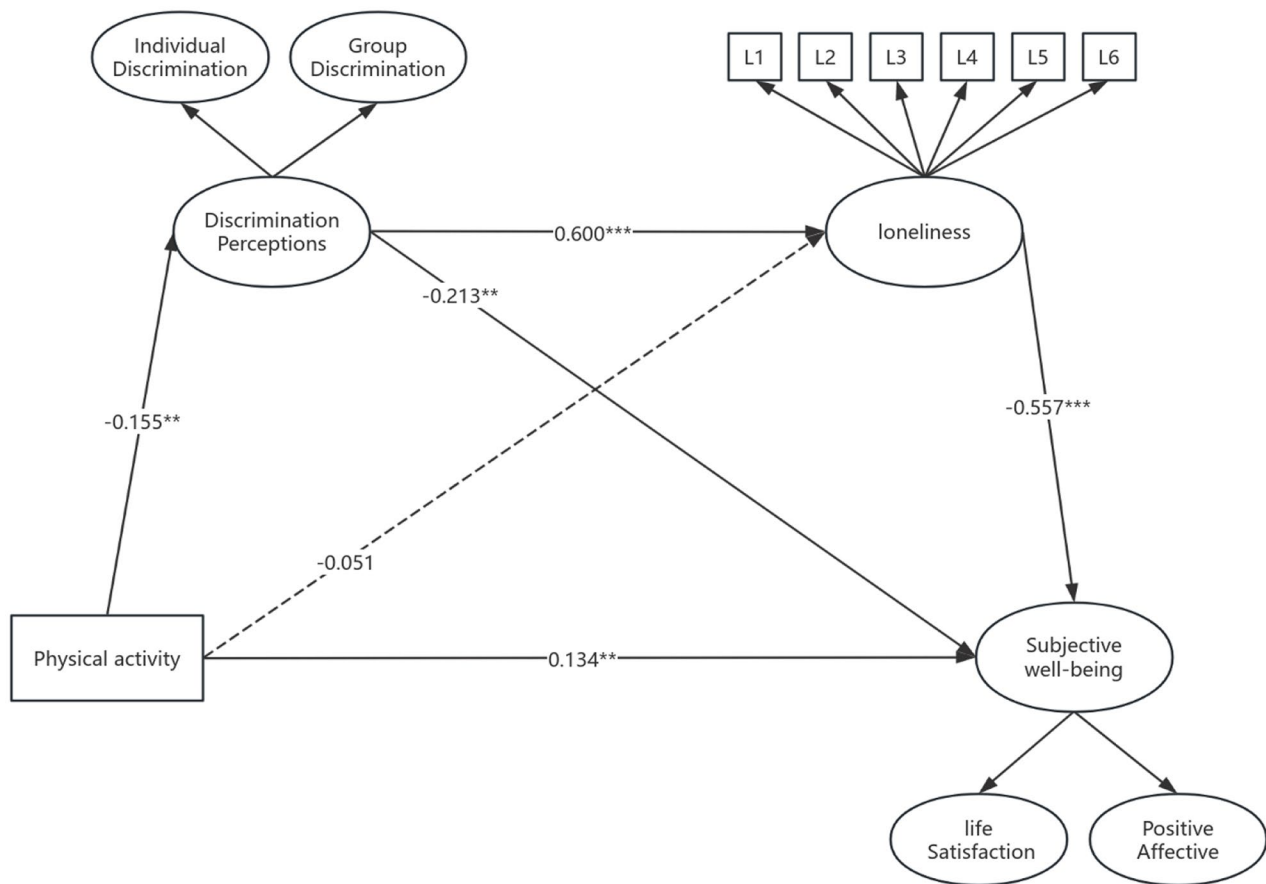 Individual
Discrimination
Group
Discrimination
L1
L2
L3
L4
L5
L6
Discrimination
Perceptions
0.600***
loneliness
-0.213**
-0.155**
-0.557***
-0.051
Physical activity
0.134**
Subjective
well-being
life
Satisfaction
Positive
Affective